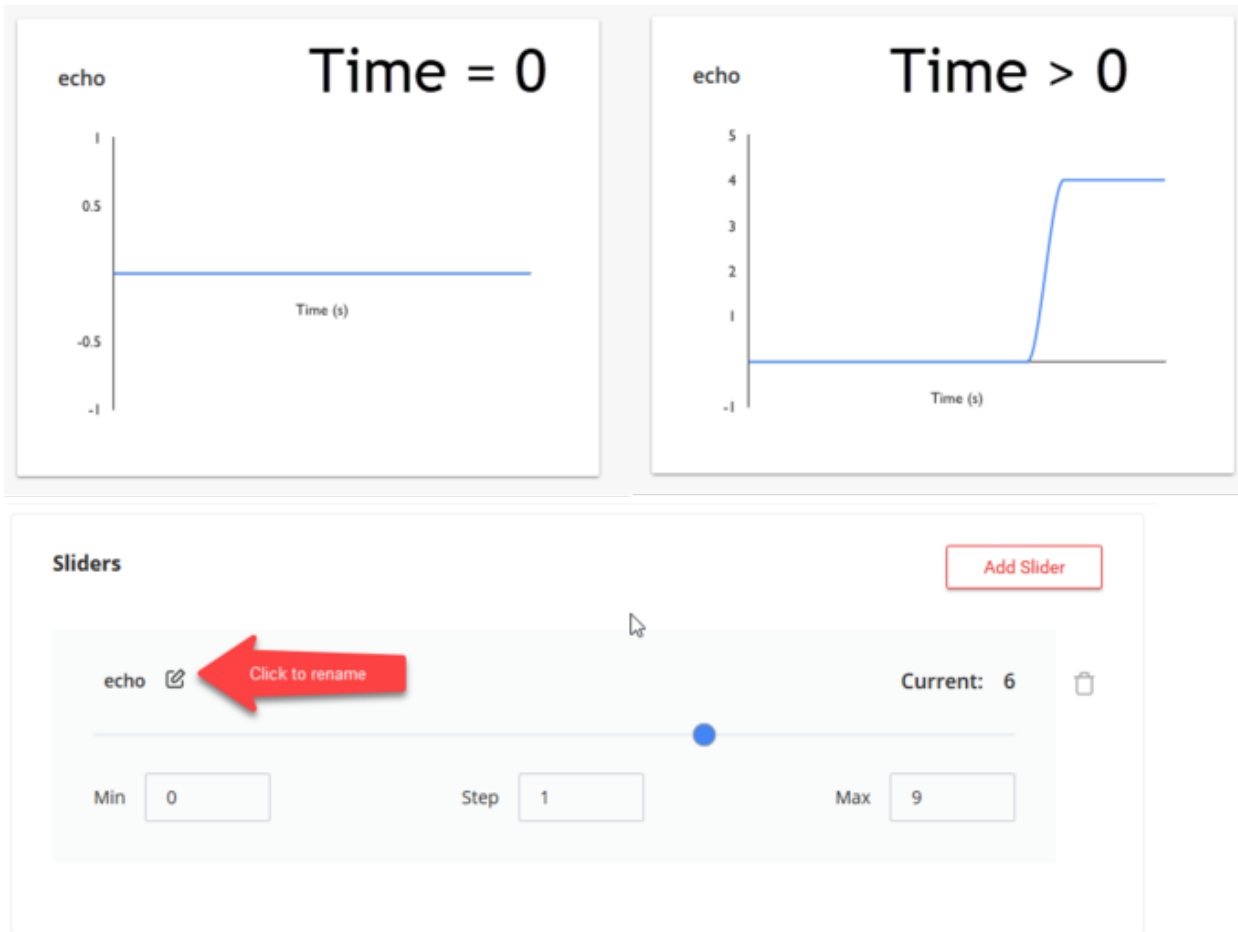 echo
Time = 0
1
0.5
Time (s)
-0.5
-1
echo
Time > 0
5
4
3
2
1
Time (s)
-1
Sliders
Add Slider
echo
Click to rename
Current: 6
Min 0
Step 1
Max 9